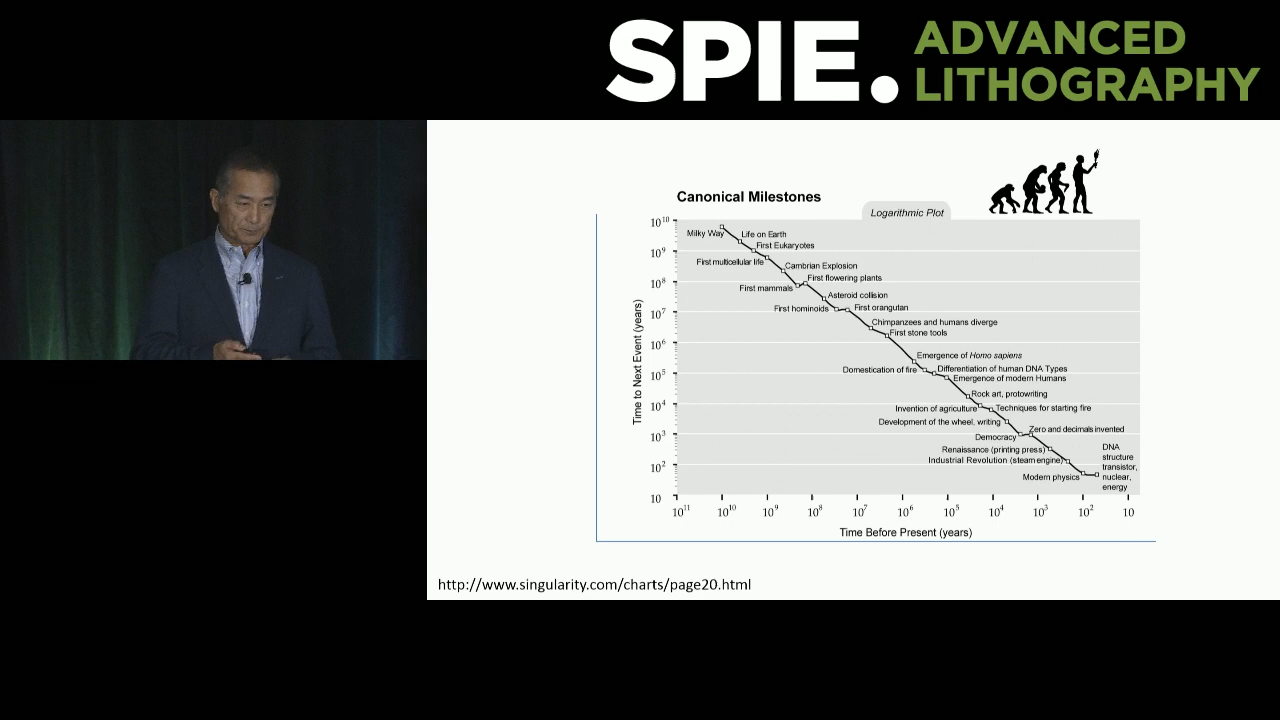 SPIE.
ADVANCED
LITHOGRAPHY
Canonical Milestones
Logarithmic Plot
10^10
10^9
10^8
10^7
10^6
10^5
10^4
10^3
10^2
10
Time to Next Event (years)
Milky Way
Life on Earth
First Eukaryotes
First multicellular life
Cambrian Explosion
First flowering plants
First mammals
Asteroid collision
First hominoids
First orangutan
Chimpanzees and humans diverge
First stone tools
Emergence of Homo sapiens
Domestication of fire
Differentiation of human DNA Types
Emergence of modern Humans
Rock art, protowriting
Invention of agriculture
Techniques for starting fire
Development of the wheel, writing
Zero and decimals invented
Democracy
Renaissance (printing press)
Industrial Revolution (steam engine)
Modern physics
DNA
structure
transistor,
nuclear,
energy
10^11 10^10 10^9 10^8 10^7 10^6 10^5 10^4 10^3 10^2 10
Time Before Present (years)
http://www.singularity.com/charts/page20.html